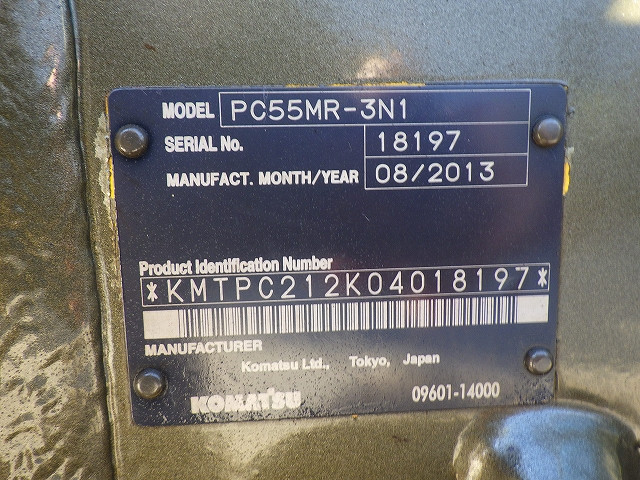 MODEL PC55MR-3N1
SERIAL No. 18197
MANUFACT. MONTH/YEAR 08/2013
Product Identification Number
*KMTPC212K04018197*
MANUFACTURER
Komatsu Ltd., Tokyo, Japan
KOMATSU 09601-14000